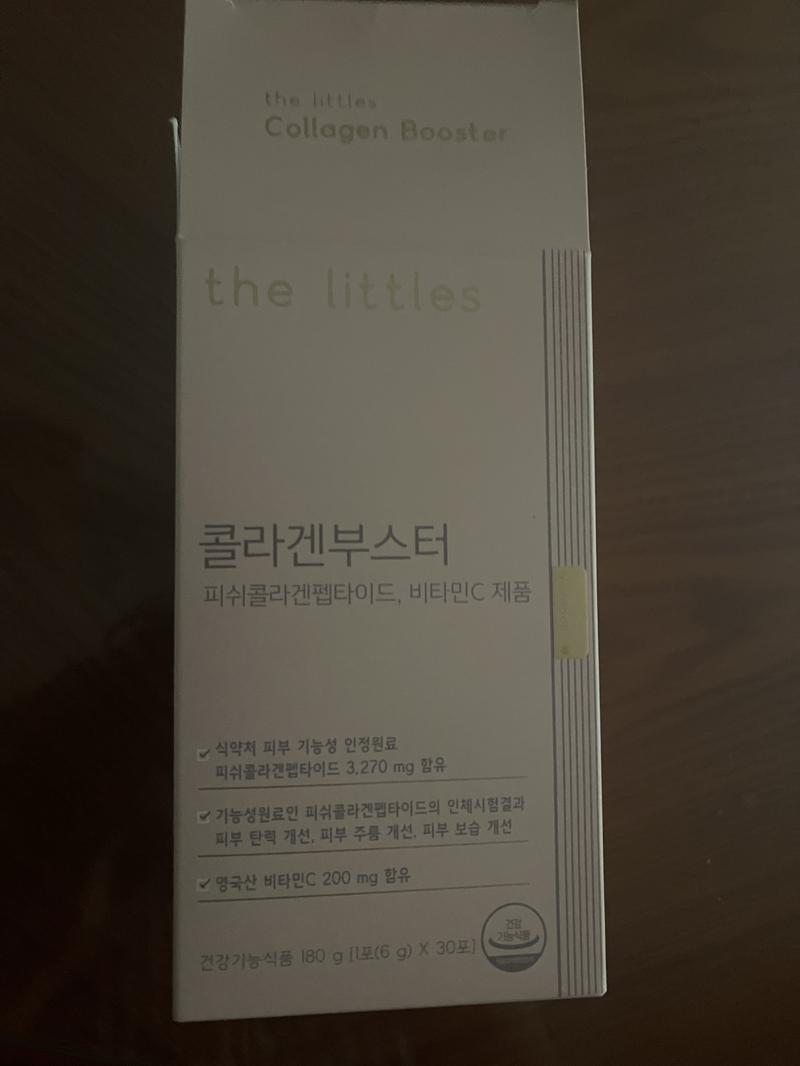 the littles
Collagen Booster
the littles
콜라겐부스터
피쉬콜라겐펩타이드, 비타민C 제품
식약처 피부 기능성 인정원료
피쉬콜라겐펩타이드 3,270 mg 함유
기능성원료인 피쉬콜라겐펩타이드의 인체시험결과
피부 탄력 개선, 피부 주름 개선, 피부 보습 개선
영국산 비타민C 200 mg 함유
건강기능식품 180 g [1포(6 g) X 30포]
건강
기능식품